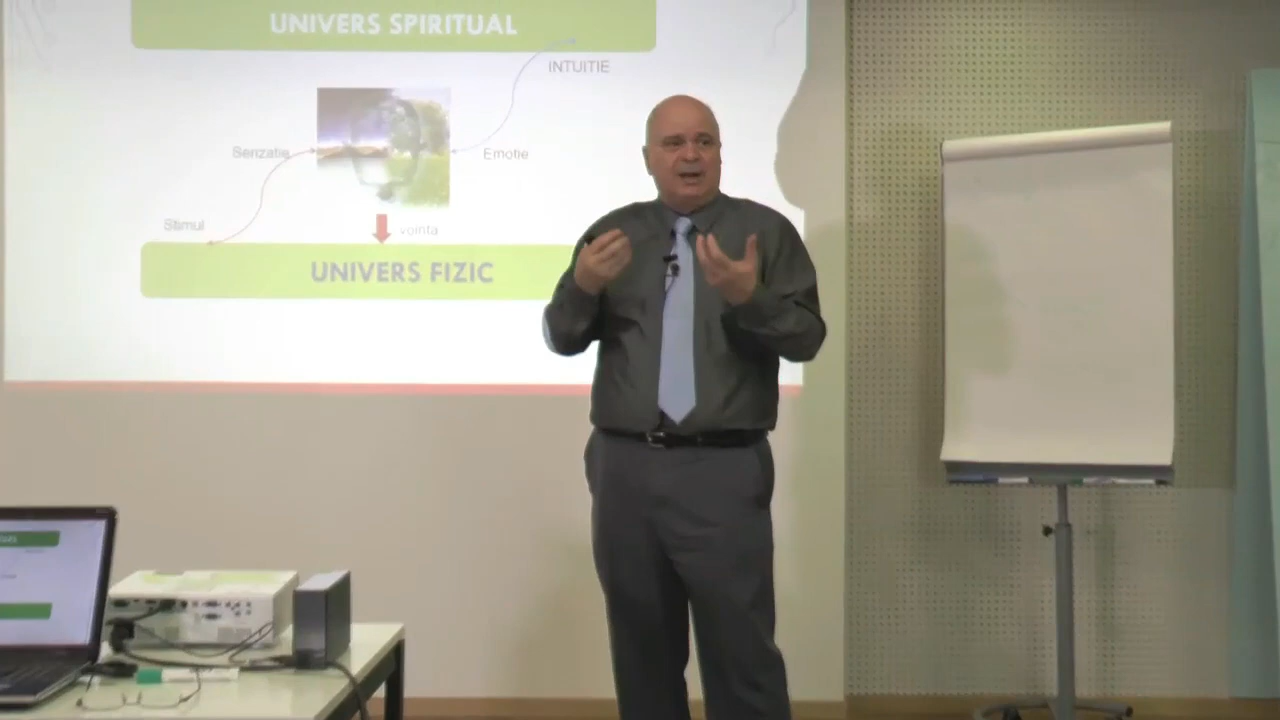 UNIVERS SPIRITUAL
INTUITIE
Senzatie
Emotie
Stimul
vointa
UNIVERS FIZIC